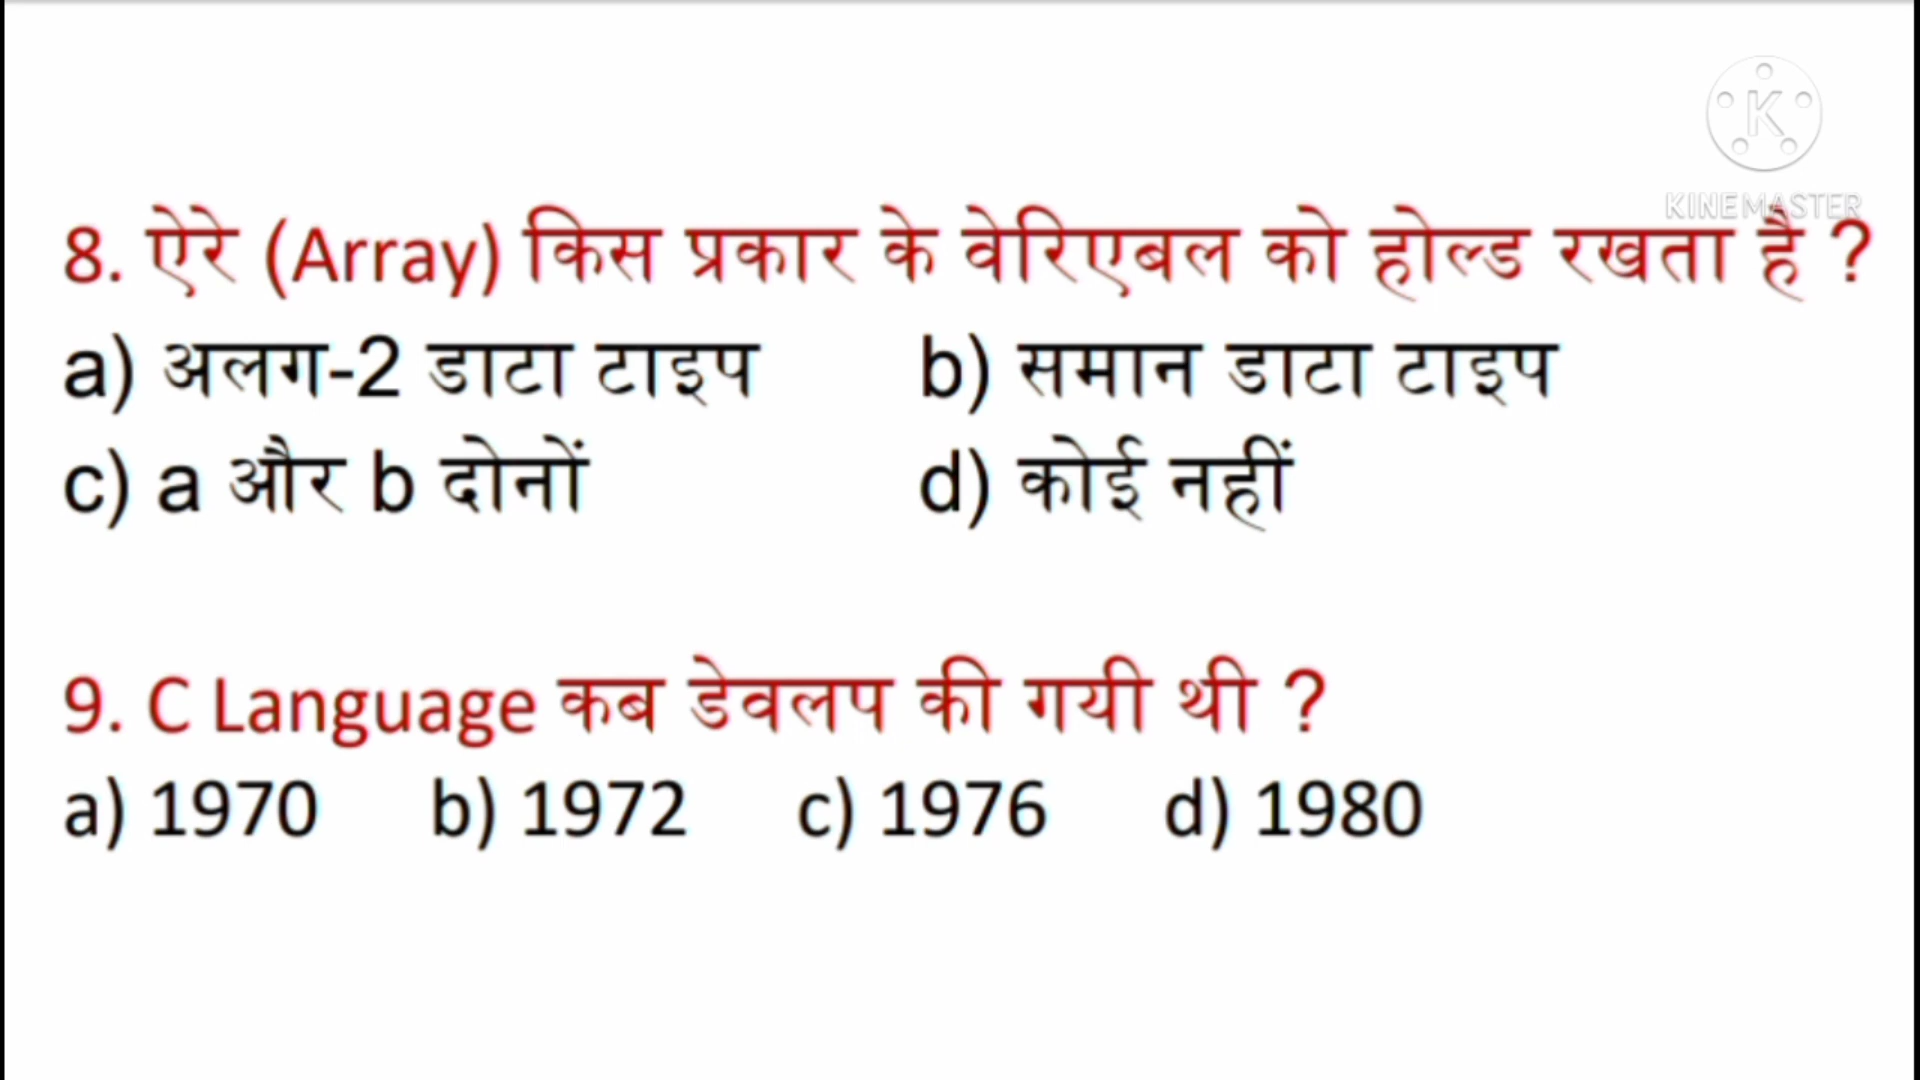 K
KINEMASTER
8. ऐरे (Array) किस प्रकार के वेरिएबल को होल्ड रखता है ?
a) अलग-2 डाटा टाइप b) समान डाटा टाइप
c) a और b दोनों d) कोई नहीं
9. C Language कब डेवलप की गयी थी ?
a) 1970 b) 1972 c) 1976 d) 1980